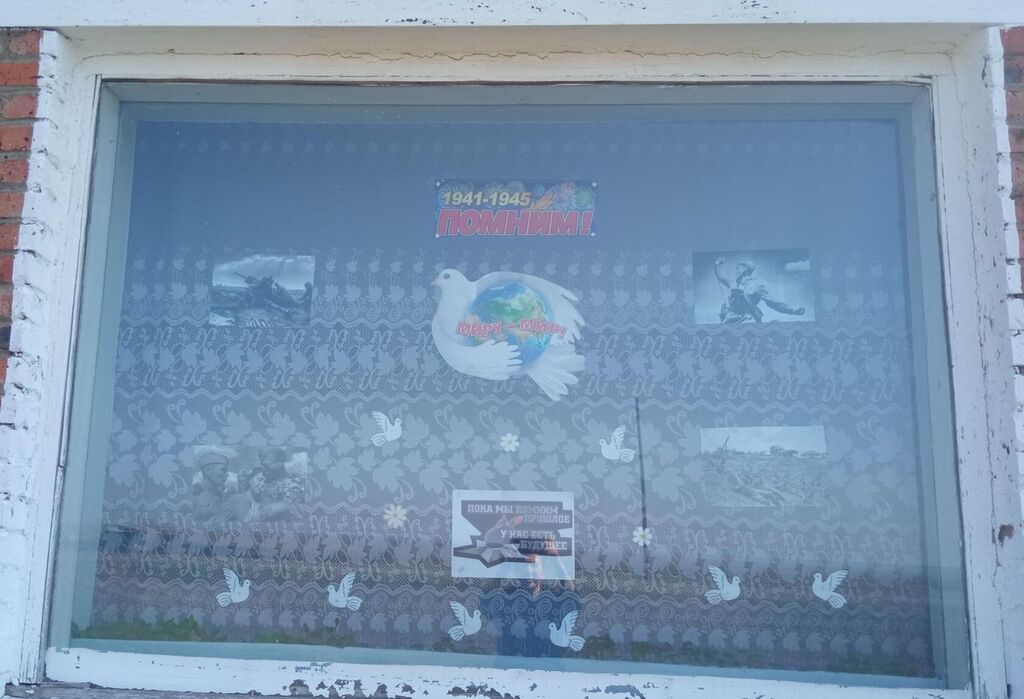 1941-1945
ПОМНИМ!
МИРУ - МИР!
ПОКА МЫ ПОМНИМ
ПРОШЛОЕ
У НАС ЕСТЬ
БУДУЩЕЕ